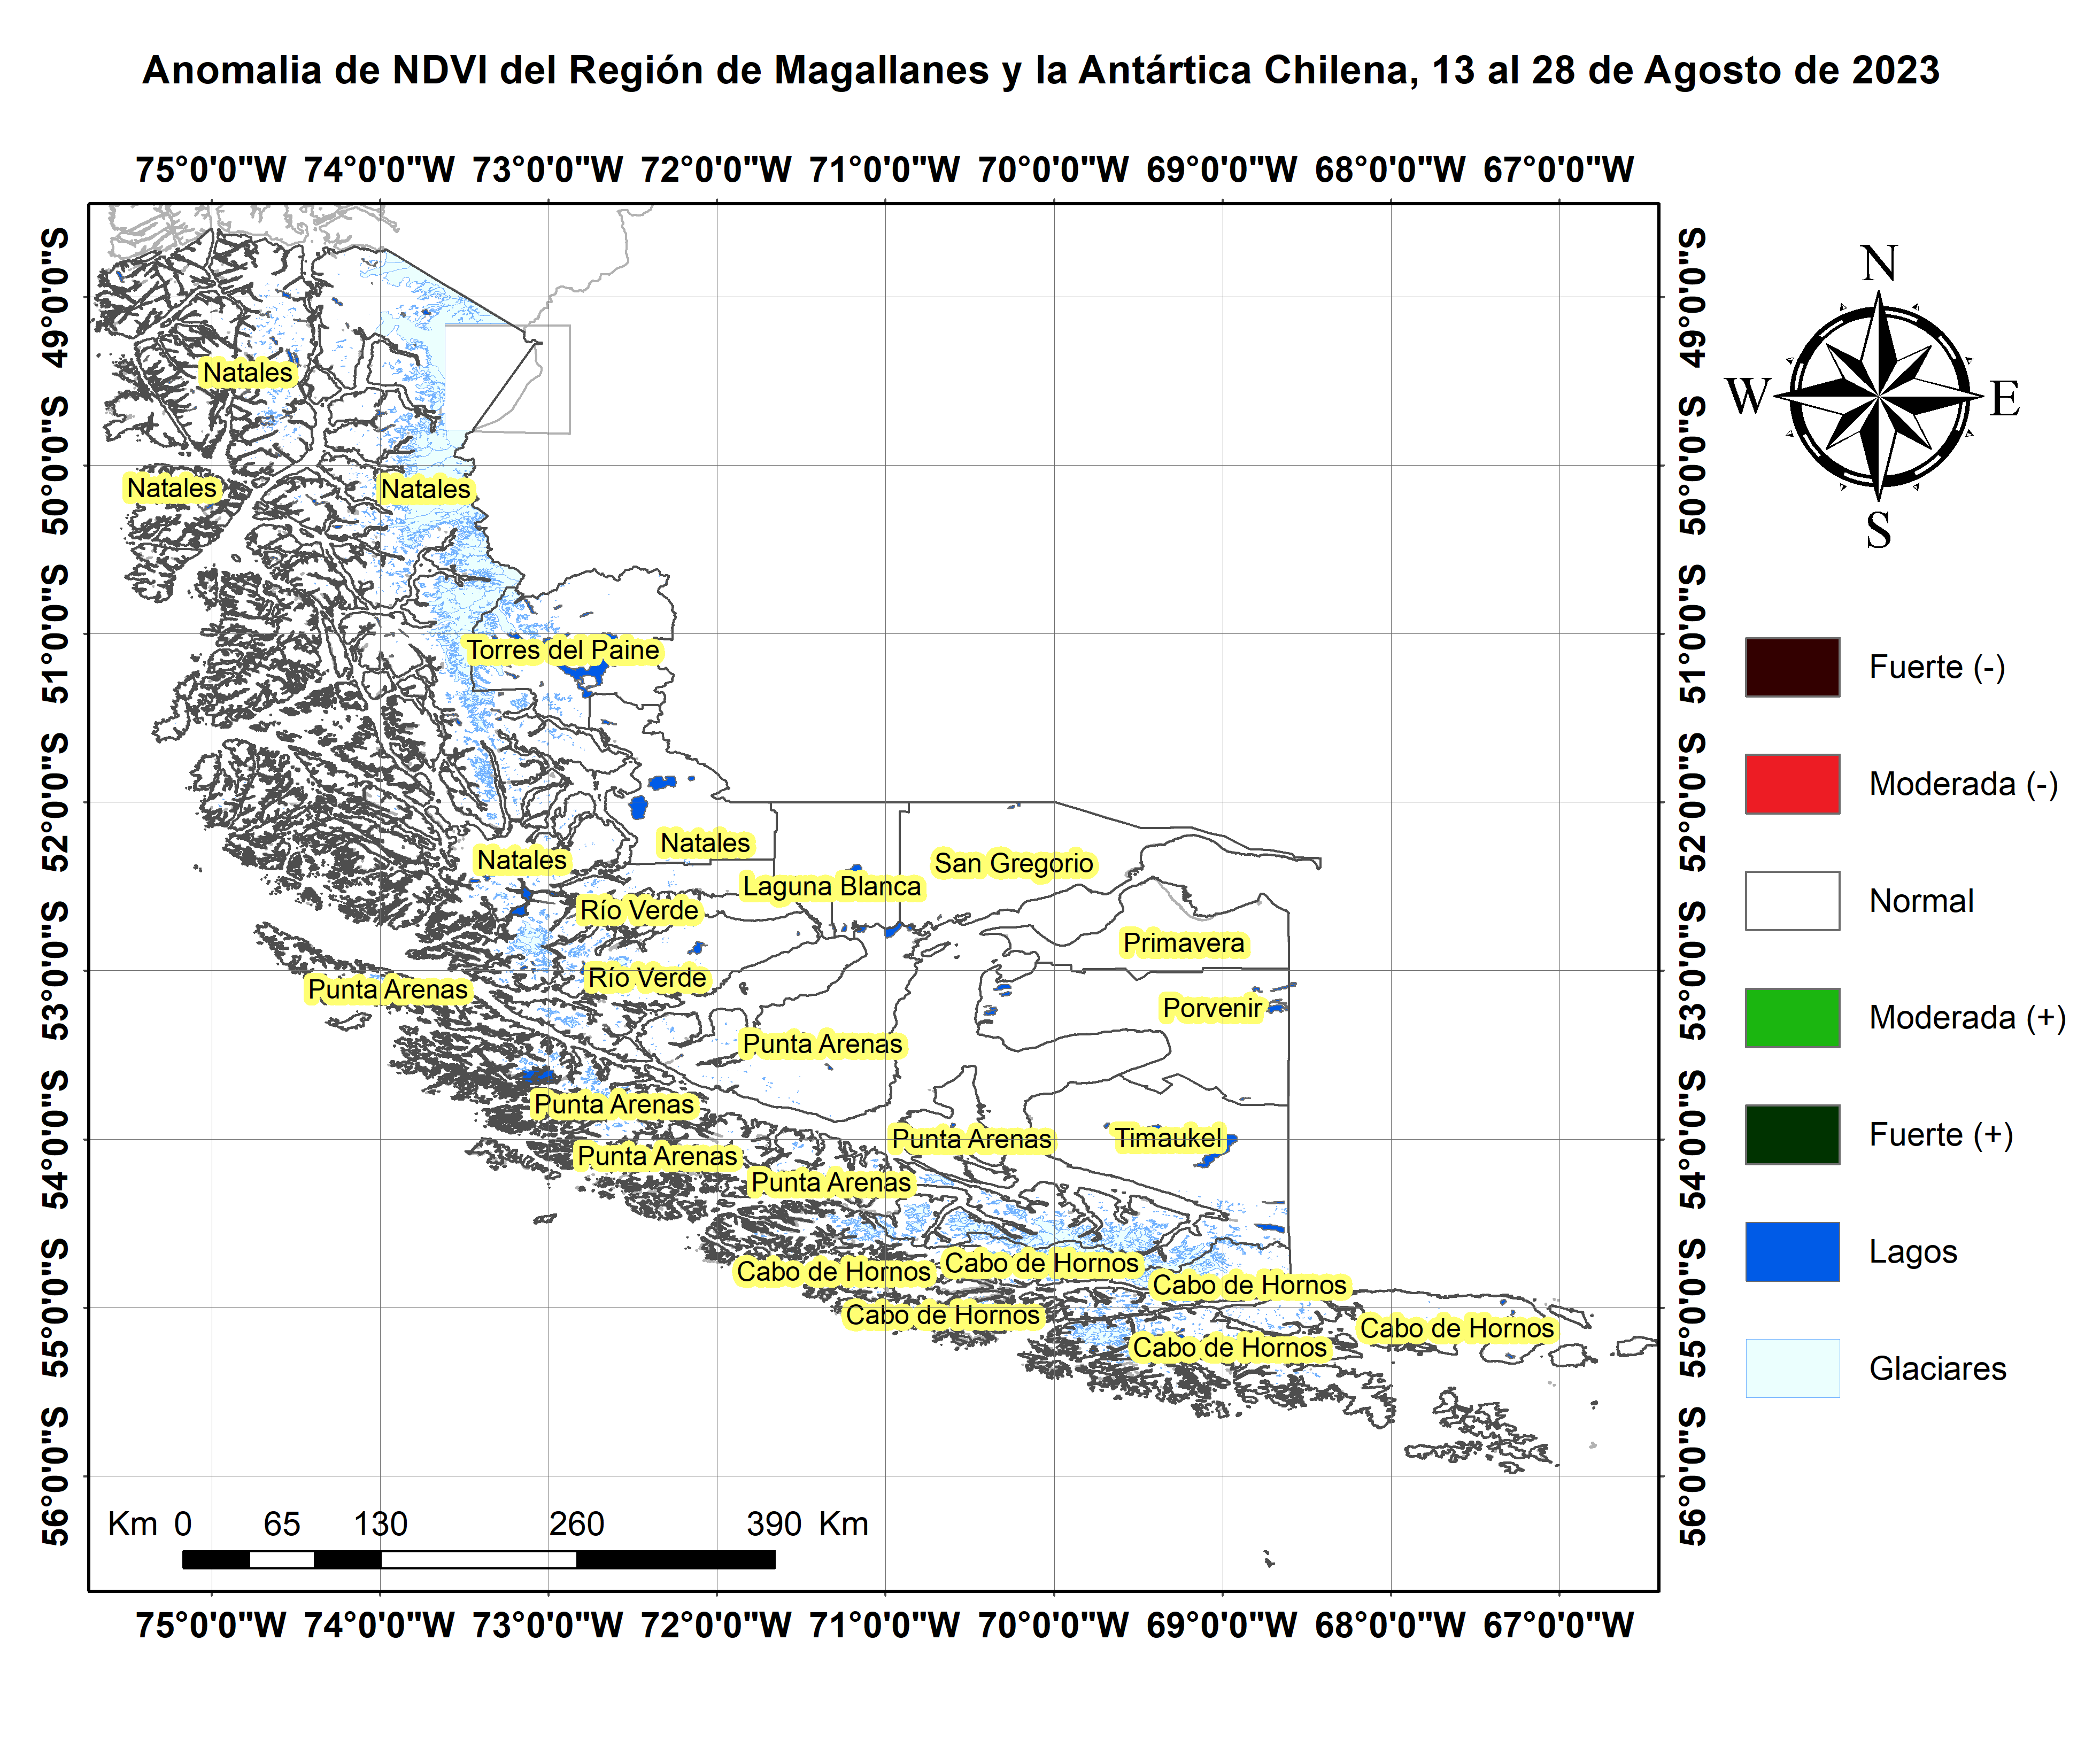 Anomalia de NDVI del Región de Magallanes y la Antártica Chilena, 13 al 28 de Agosto de 2023
75°0'0"W 74°0'0"W 73°0'0"W 72°0'0"W 71°0'0"W 70°0'0"W 69°0'0"W 68°0'0"W 67°0'0"W
49°0'0"S
50°0'0"S
51°0'0"S
52°0'0"S
53°0'0"S
54°0'0"S
55°0'0"S
56°0'0"S
Natales
Natales
Natales
Torres del Paine
Natales
Natales
San Gregorio
Laguna Blanca
Río Verde
Primavera
Río Verde
Punta Arenas
Porvenir
Punta Arenas
Punta Arenas
Punta Arenas
Timaukel
Punta Arenas
Punta Arenas
Cabo de Hornos
Cabo de Hornos
Cabo de Hornos
Cabo de Hornos
Cabo de Hornos
Cabo de Hornos
Km 0 65 130 260 390 Km
75°0'0"W 74°0'0"W 73°0'0"W 72°0'0"W 71°0'0"W 70°0'0"W 69°0'0"W 68°0'0"W 67°0'0"W
49°0'0"S
50°0'0"S
51°0'0"S
52°0'0"S
53°0'0"S
54°0'0"S
55°0'0"S
56°0'0"S
N
W E
S
Fuerte (-)
Moderada (-)
Normal
Moderada (+)
Fuerte (+)
Lagos
Glaciares